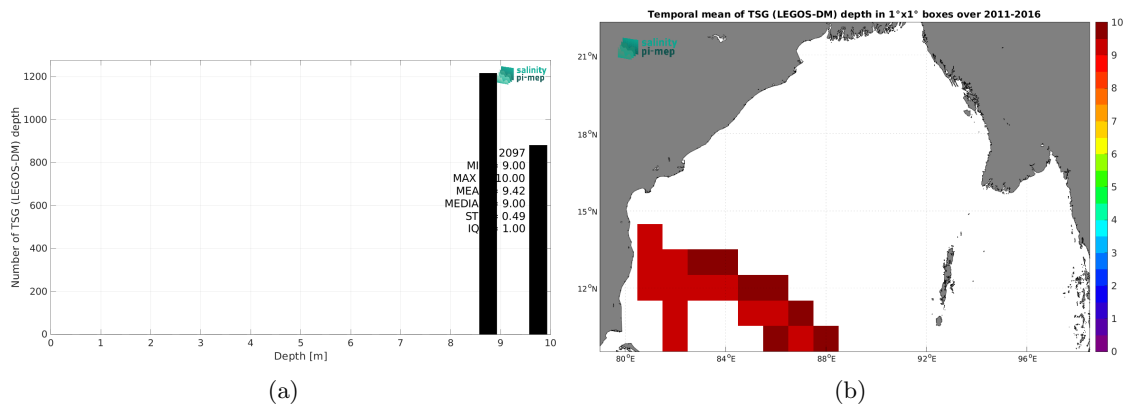 Temporal mean of TSG (LEGOS-DM) depth in 1°x1° boxes over 2011-2016
salinity
pi-mep
Number of TSG (LEGOS-DM) depth
1200
1000
800
600
400
200
0
2097
= 9.00
MAX 10.00
= 9.42
9.00
0.49
1.00
0 1 2 3 4 5 6 7 8 9 10
Depth [m]
(a)
salinity
pi-mep
21°N
18°N
15°N
12°N
80°E 84°E 88°E 92°E 96°E
10
9
8
7
6
5
4
3
2
1
0
(b)